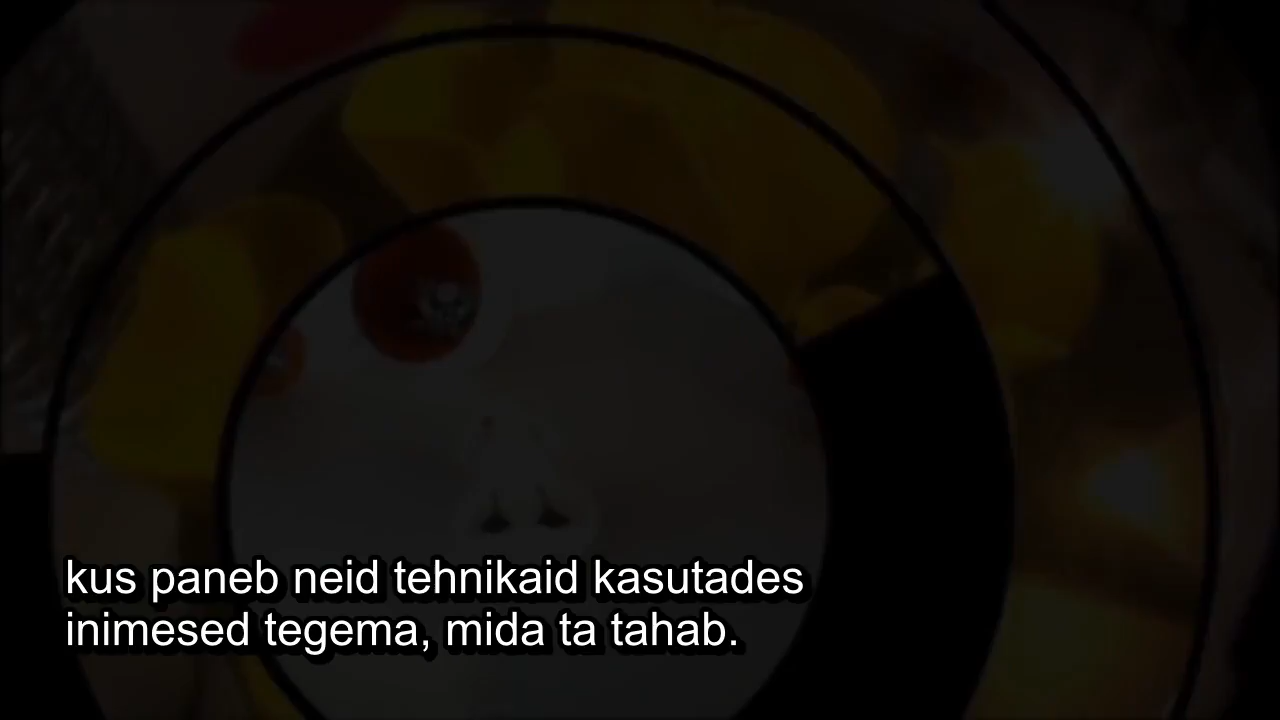 kus paneb neid tehnikaid kasutades
inimesed tegema, mida ta tahab.